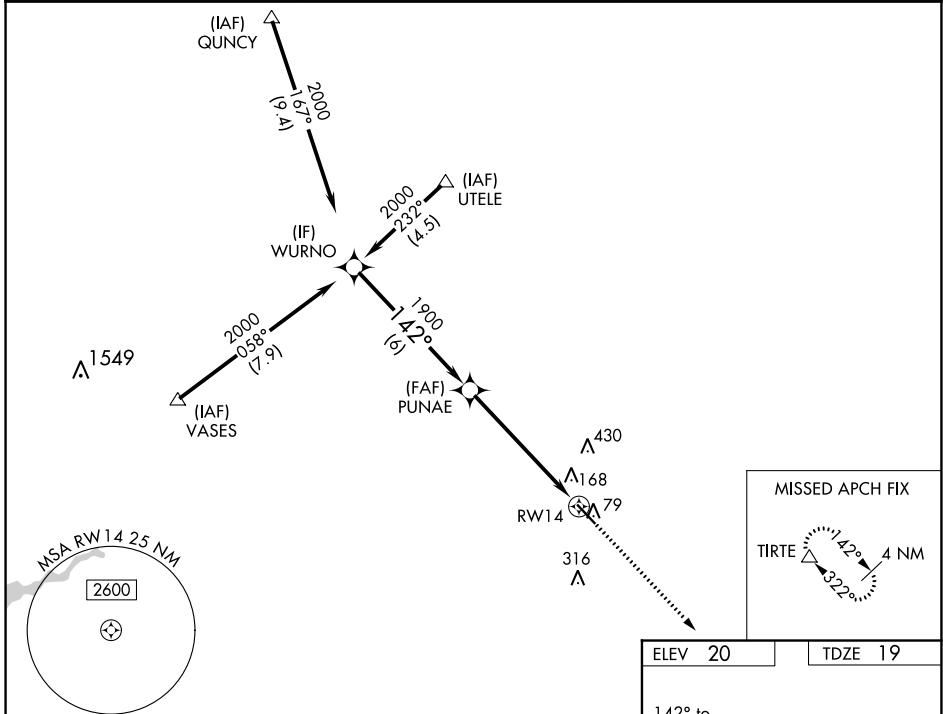 (IAF)
QUNCY
2000
167°
(9.4)
(IAF)
UTELE
2000
232°
(4.5)
(IF)
WURNO
2000
058°
(7.9)
1900
142°
(6)
1549
(IAF)
VASES
(FAF)
PUNAE
430
168
RW14
79
316
MISSED APCH FIX
TIRTE
142°
322°
4 NM
MSA RW14 25 NM
2600
ELEV 20
TDZE 19
142° to